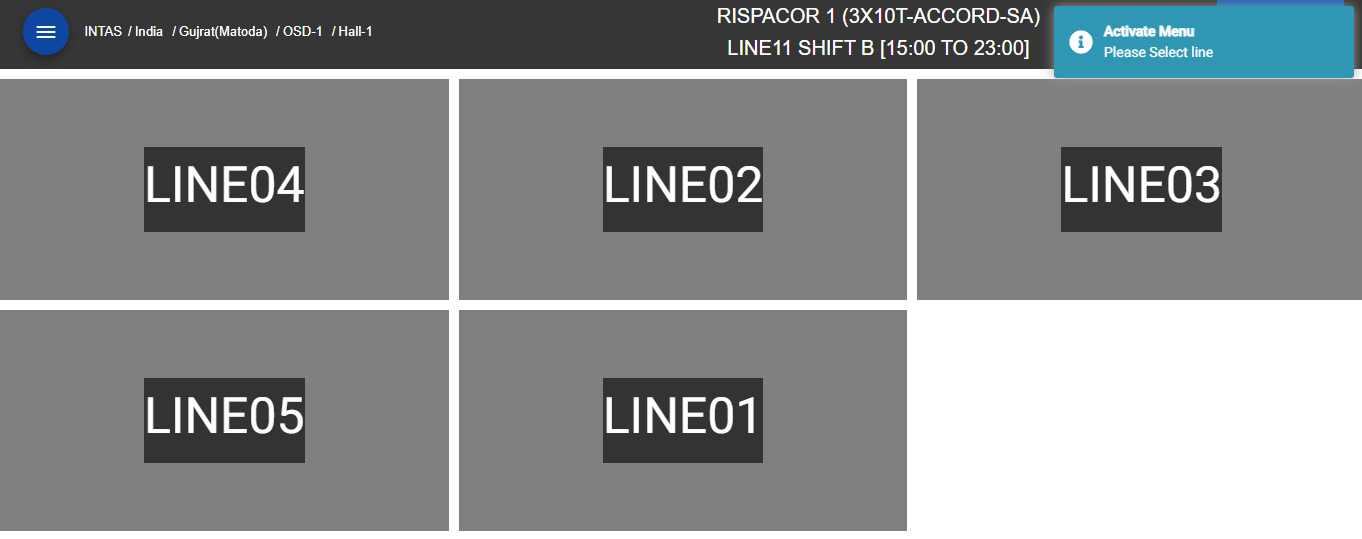 INTAS / India / Gujrat(Matoda) / OSD-1 / Hall-1
RISPACOR 1 (3X10T-ACCORD-SA)
LINE11 SHIFT B [15:00 TO 23:00]
Activate Menu
Please Select line
LINE04
LINE02
LINE03
LINE05
LINE01